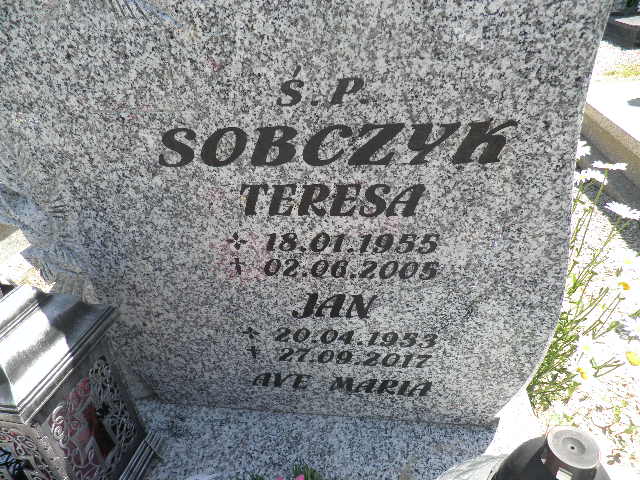 Ś.P.
SOBCZYK
TERESA
18.01.1955
02.06.2005
JAN
20.04.1953
27.09.2017
AVE MARIA